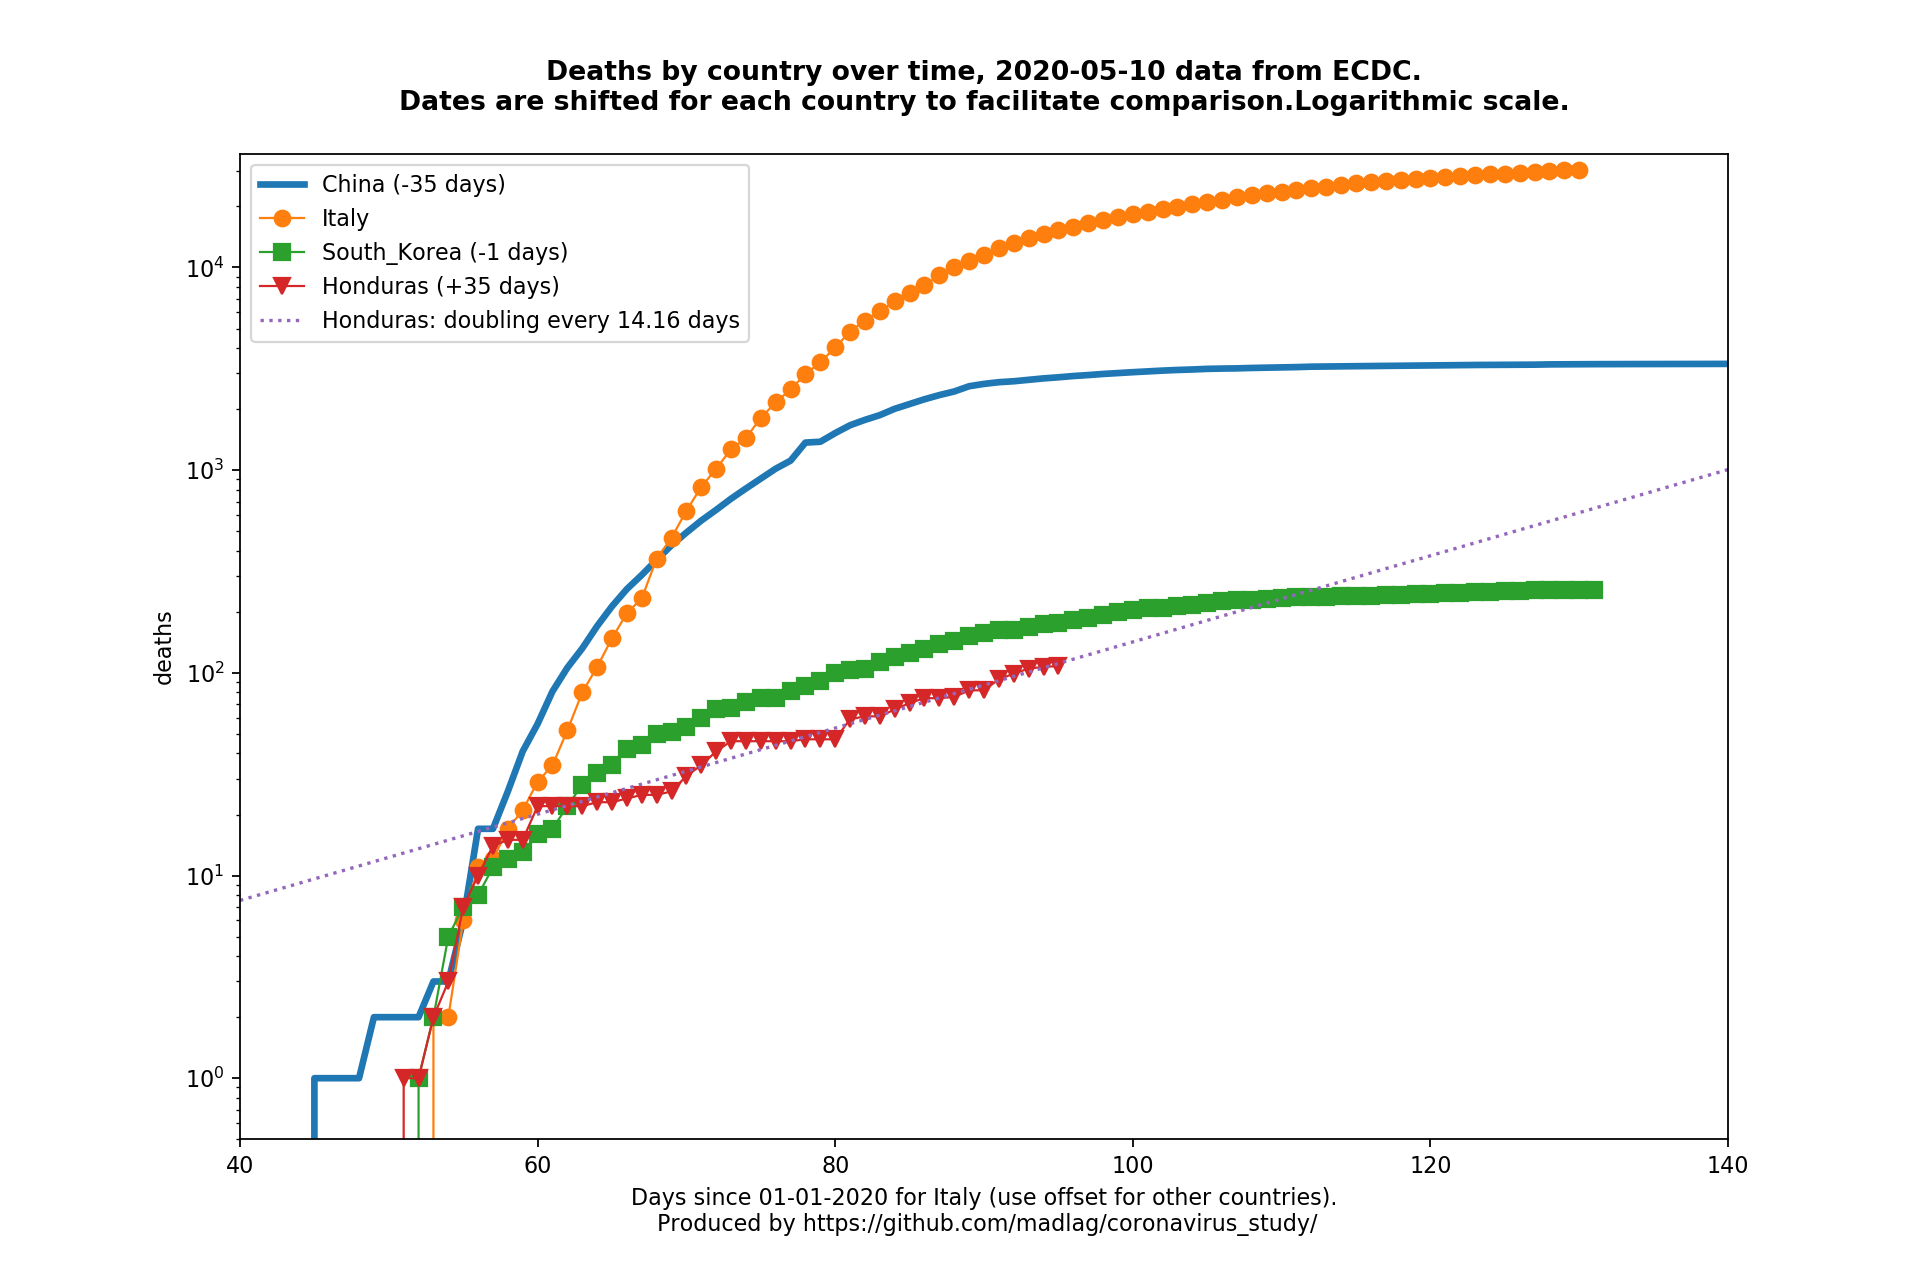 Deaths by country over time, 2020-05-10 data from ECDC.
Dates are shifted for each country to facilitate comparison.Logarithmic scale.
China (-35 days)
Italy
South_Korea (-1 days)
Honduras (+35 days)
Honduras: doubling every 14.16 days
deaths
10⁴
10³
10²
10¹
10⁰
40 60 80 100 120 140
Days since 01-01-2020 for Italy (use offset for other countries).
Produced by https://github.com/madlag/coronavirus_study/